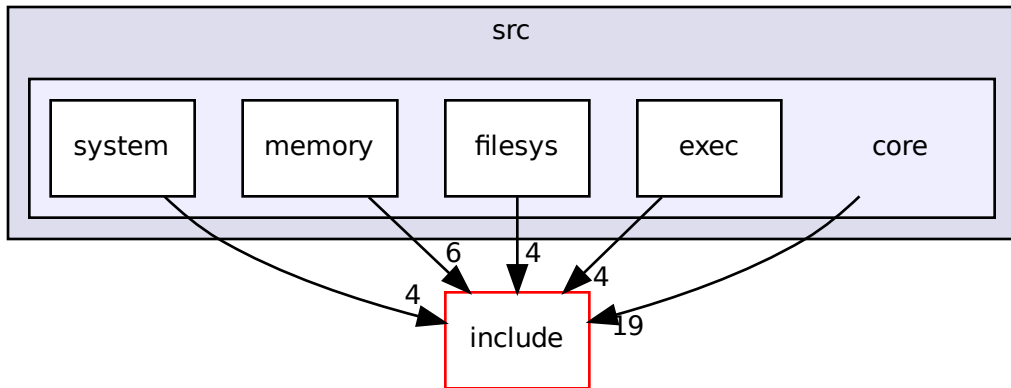 src
system
memory
filesys
exec
core
6
4
4
4
19
include